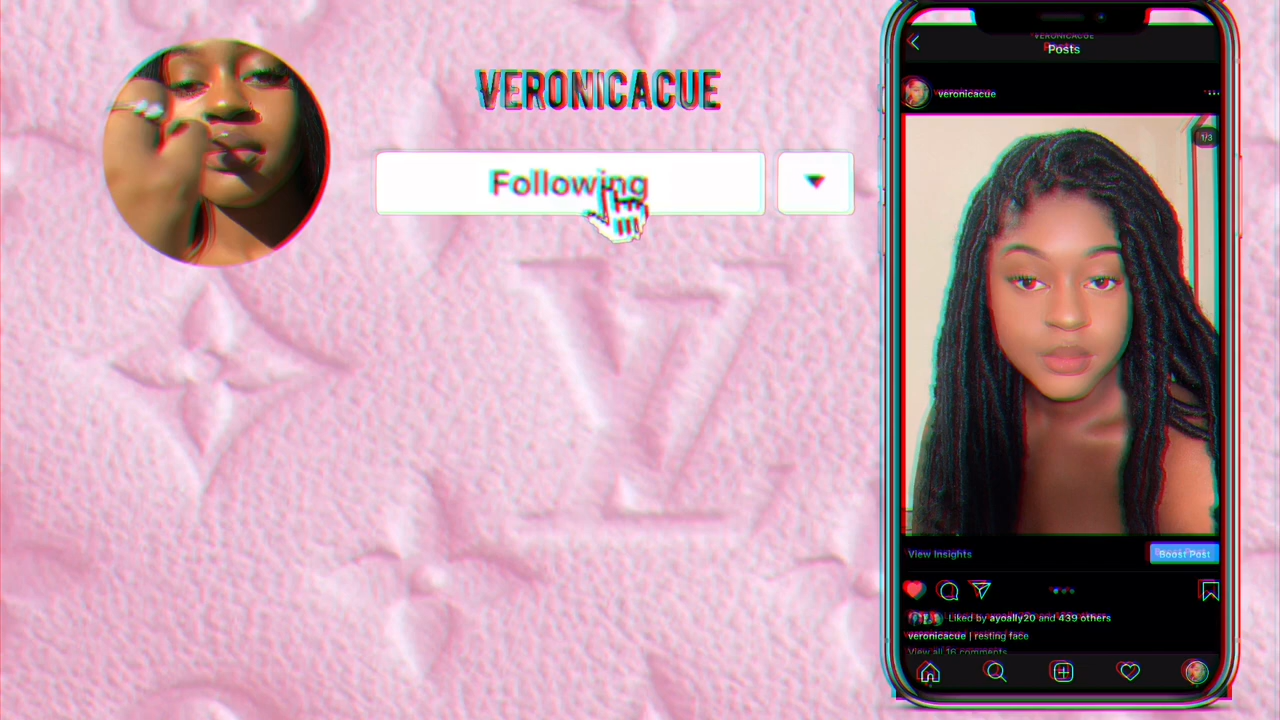 VERONICACUE
Following
VERONICACUE
Posts
veronicacue
1/3
View Insights
Boost Post
Liked by ayoally20 and 439 others
veronicacue | resting face
View all 16 comments